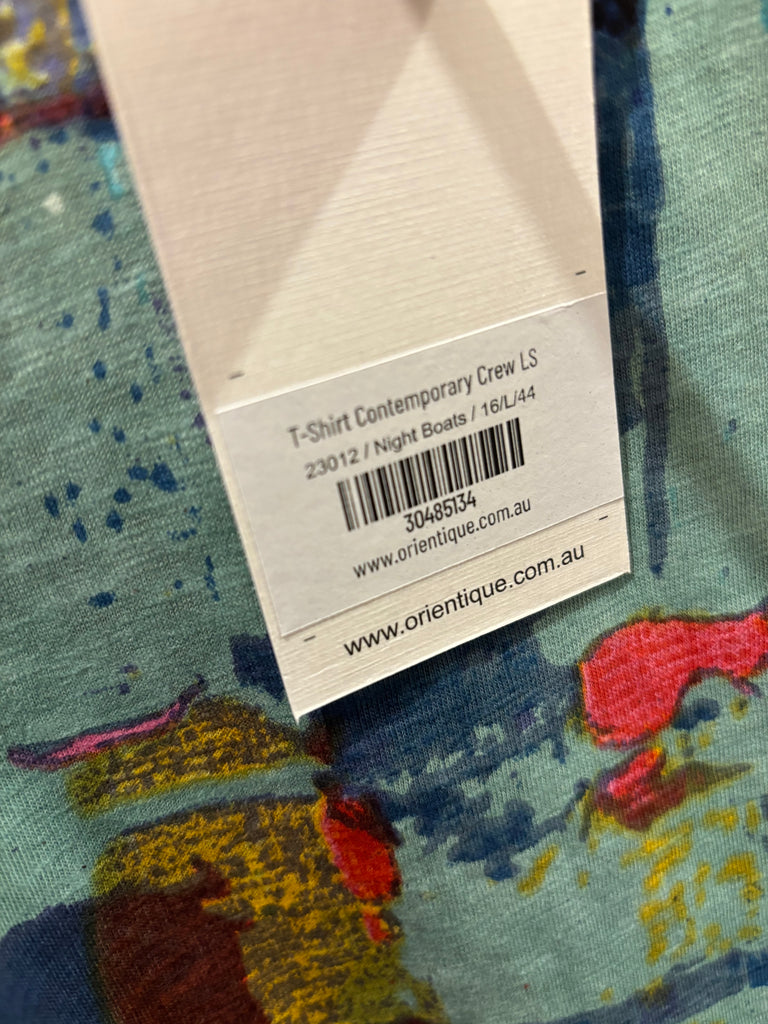 T-Shirt Contemporary Crew LS
23012 / Night Boats / 16/L/44
30485134
www.orientique.com.au
www.orientique.com.au